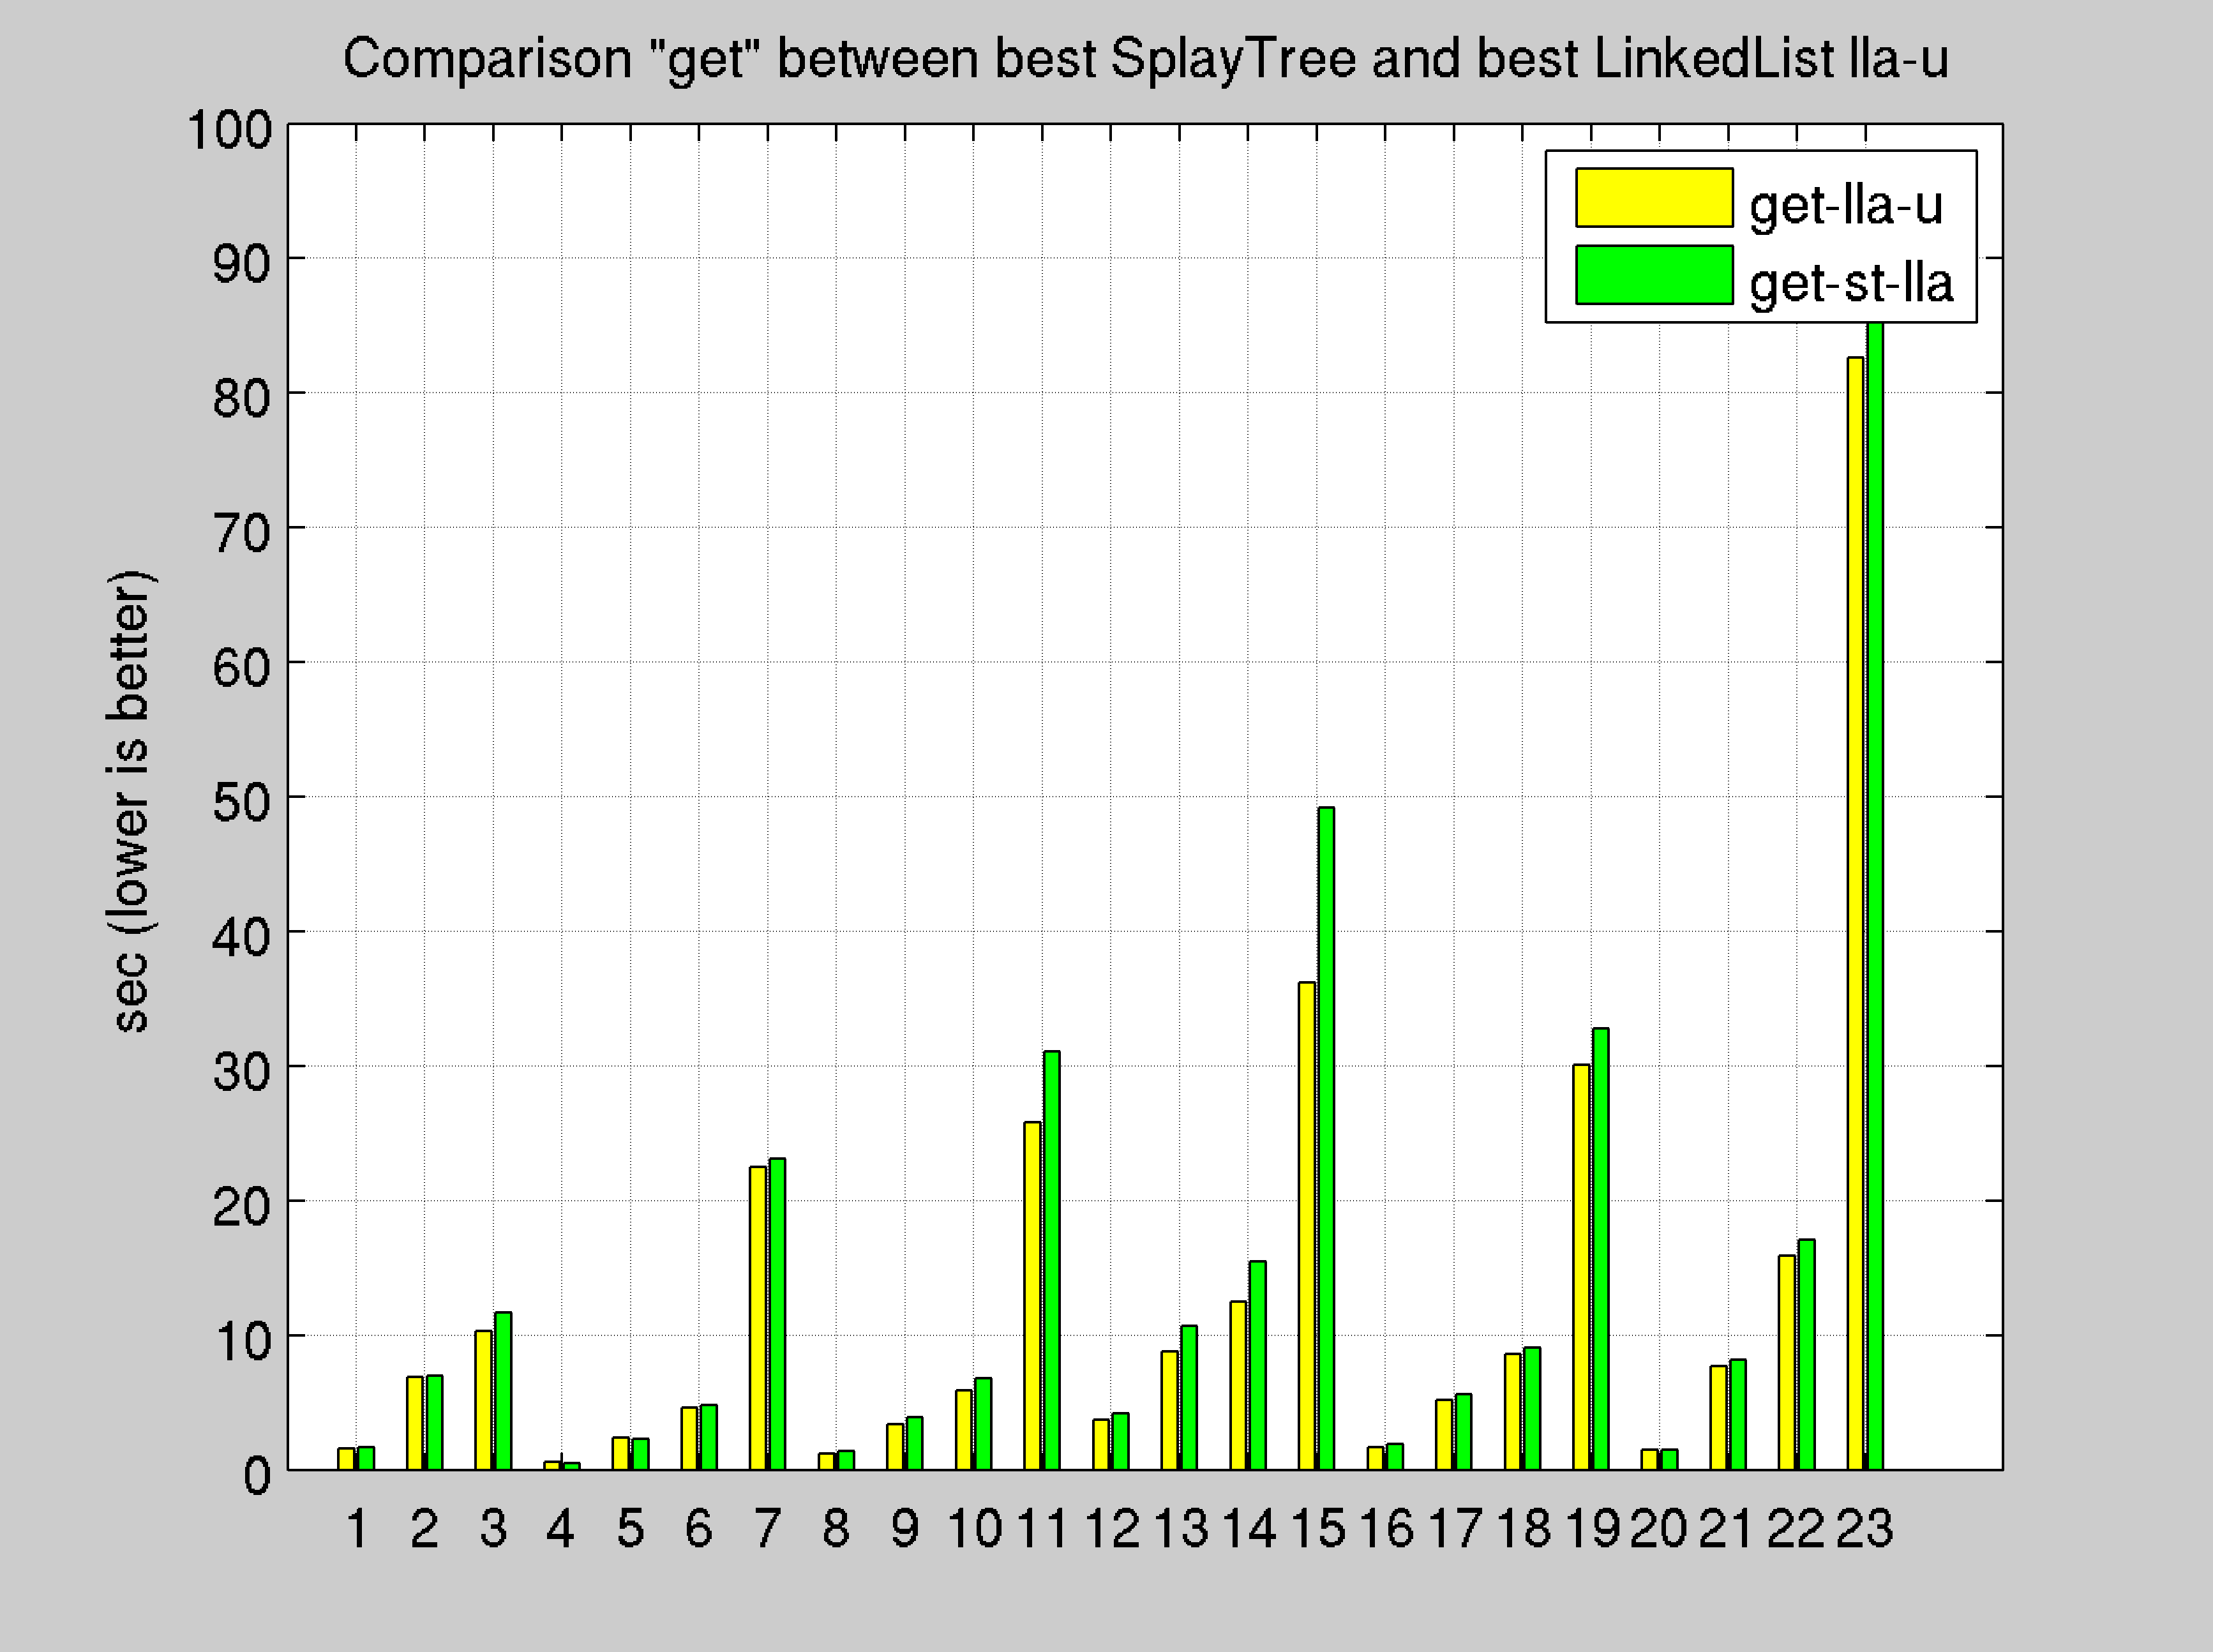 Comparison "get" between best SplayTree and best LinkedList lla-u
100
get-lla-u
get-st-lla
90
80
70
60
50
40
30
20
10
0
sec (lower is better)
1 2 3 4 5 6 7 8 9 10 11 12 13 14 15 16 17 18 19 20 21 22 23